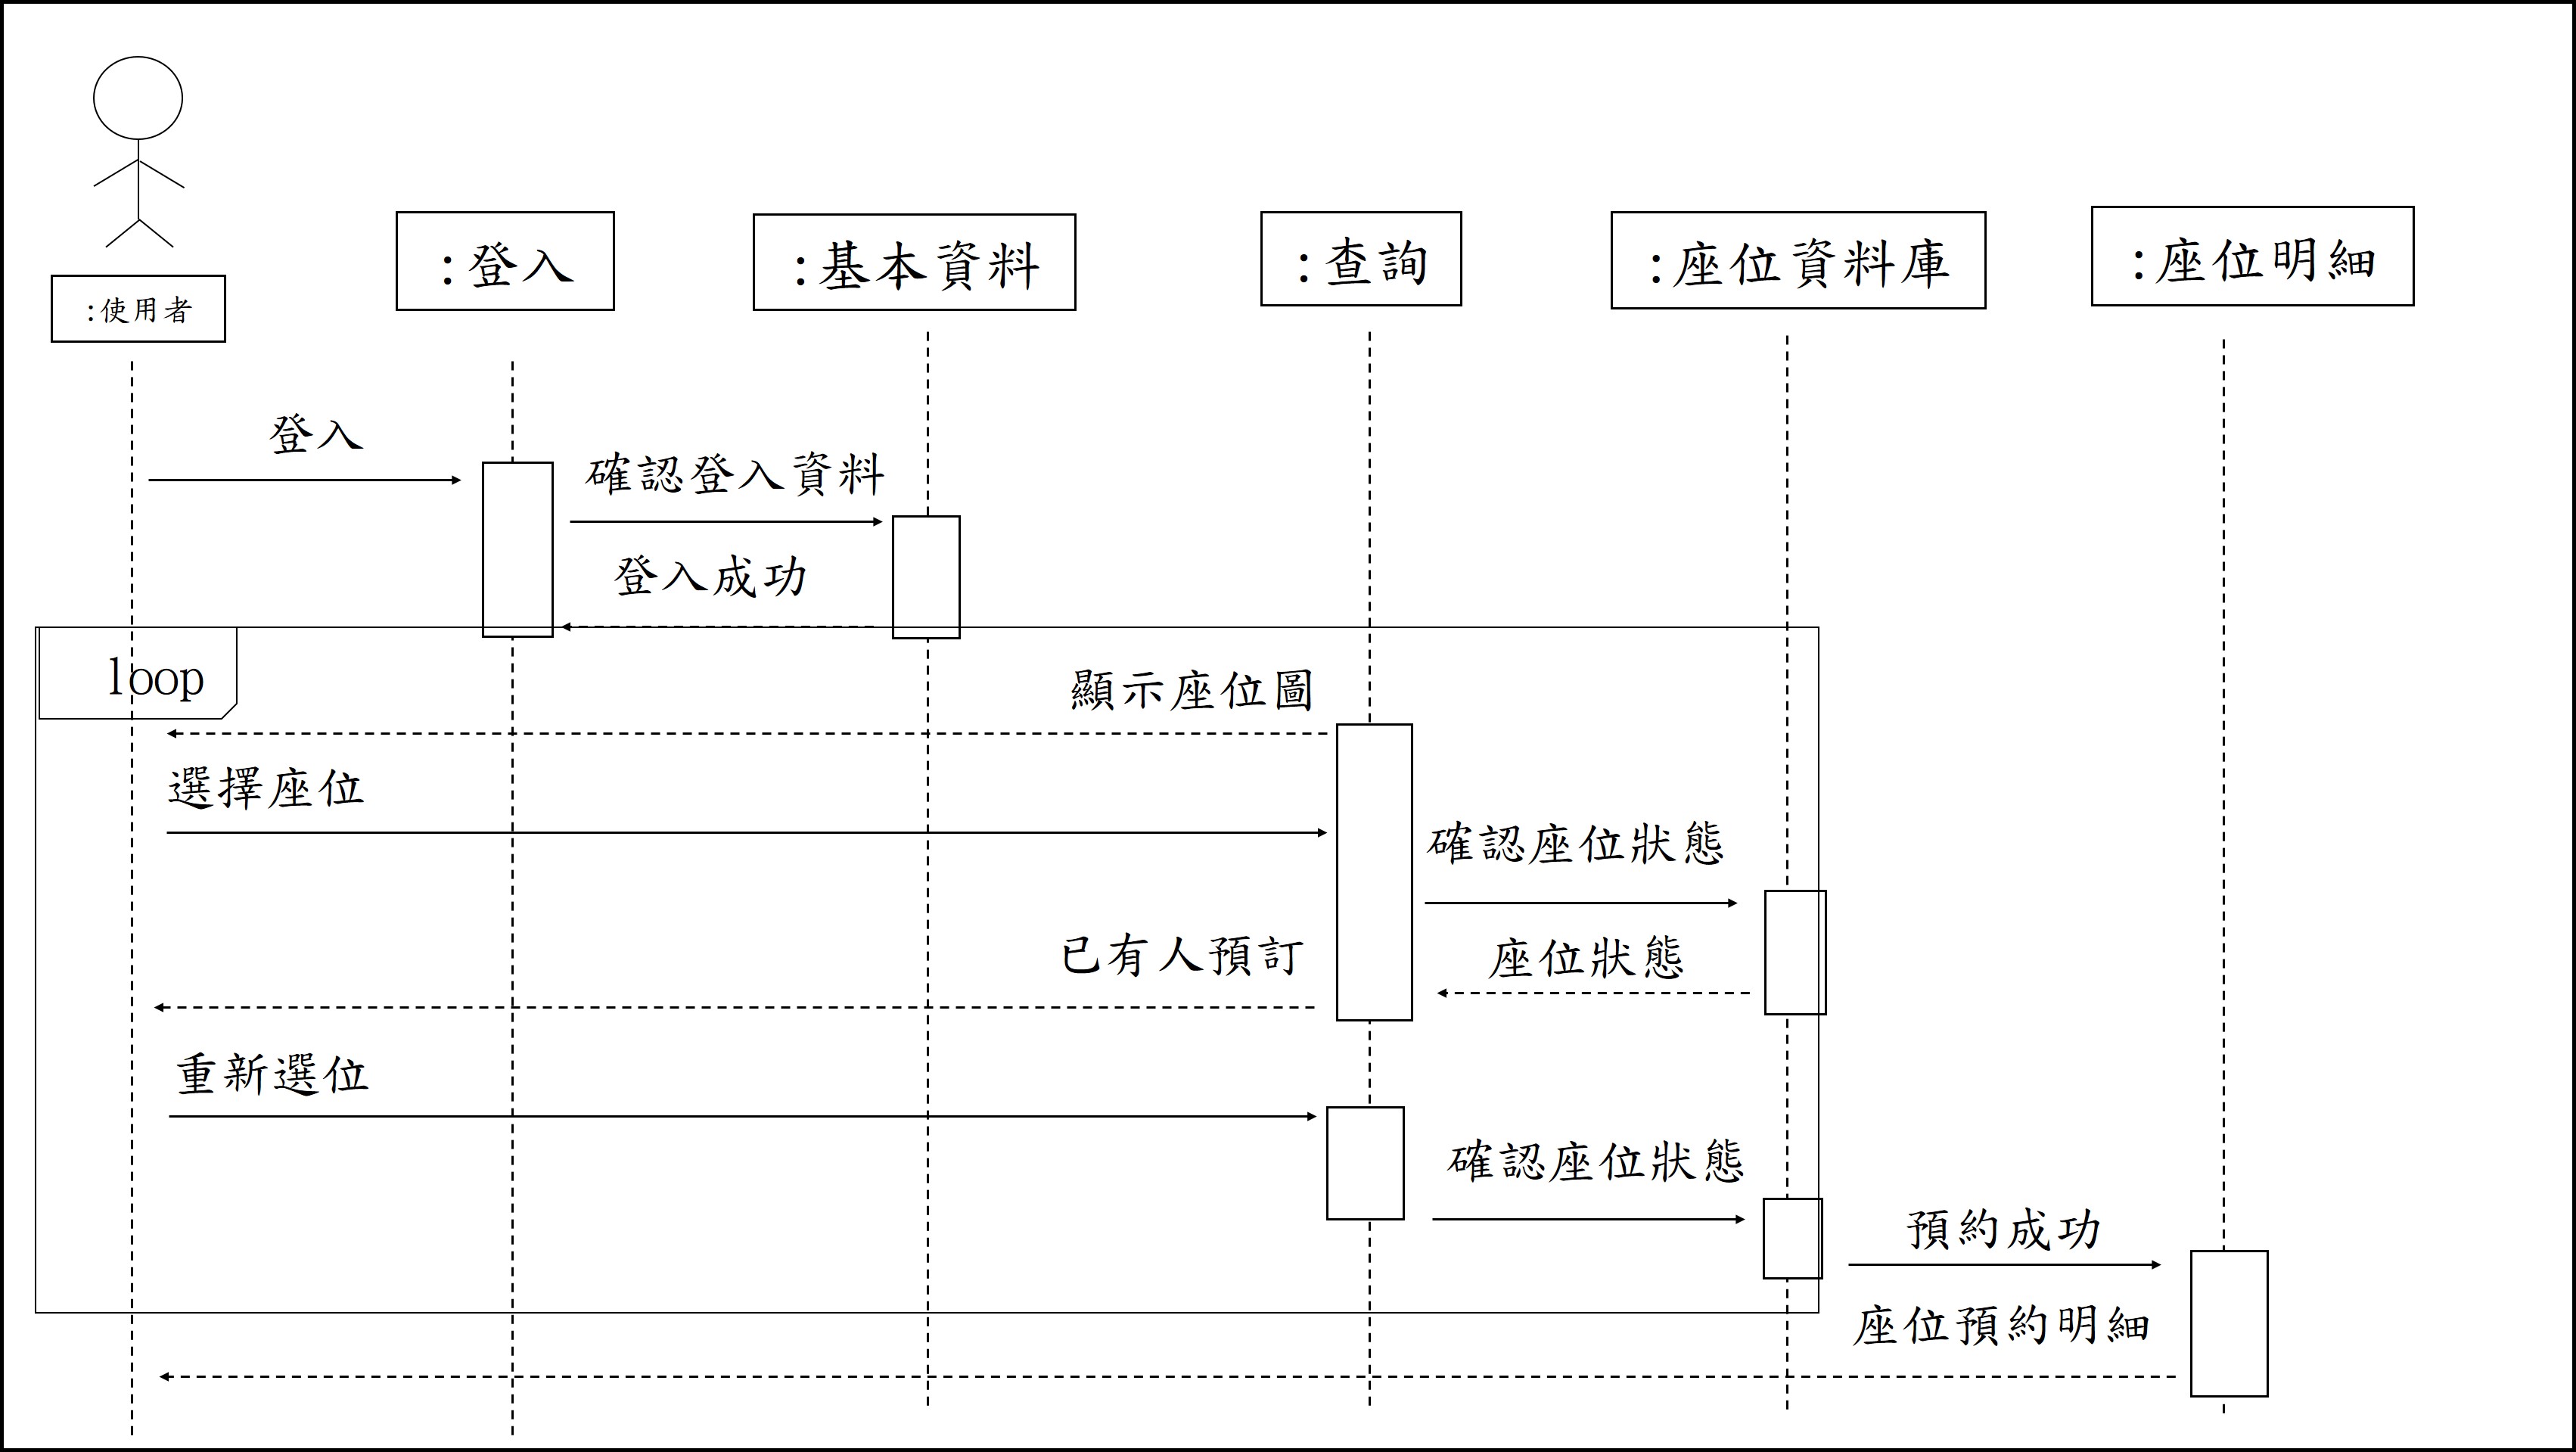 :使用者
:登入
:基本資料
:查詢
:座位資料庫
:座位明細
登入
確認登入資料
登入成功
loop
顯示座位圖
選擇座位
確認座位狀態
已有人預訂
座位狀態
重新選位
確認座位狀態
預約成功
座位預約明細